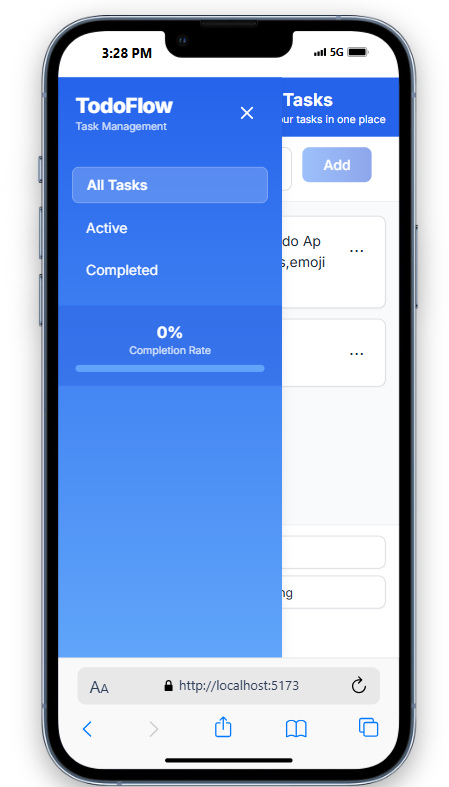 3:28 PM
5G
TodoFlow
Task Management
Tasks
our tasks in one place
Add
All Tasks
Active
Completed
do Ap
s,emoji
...
...
0%
Completion Rate
ng
AA
http://localhost:5173